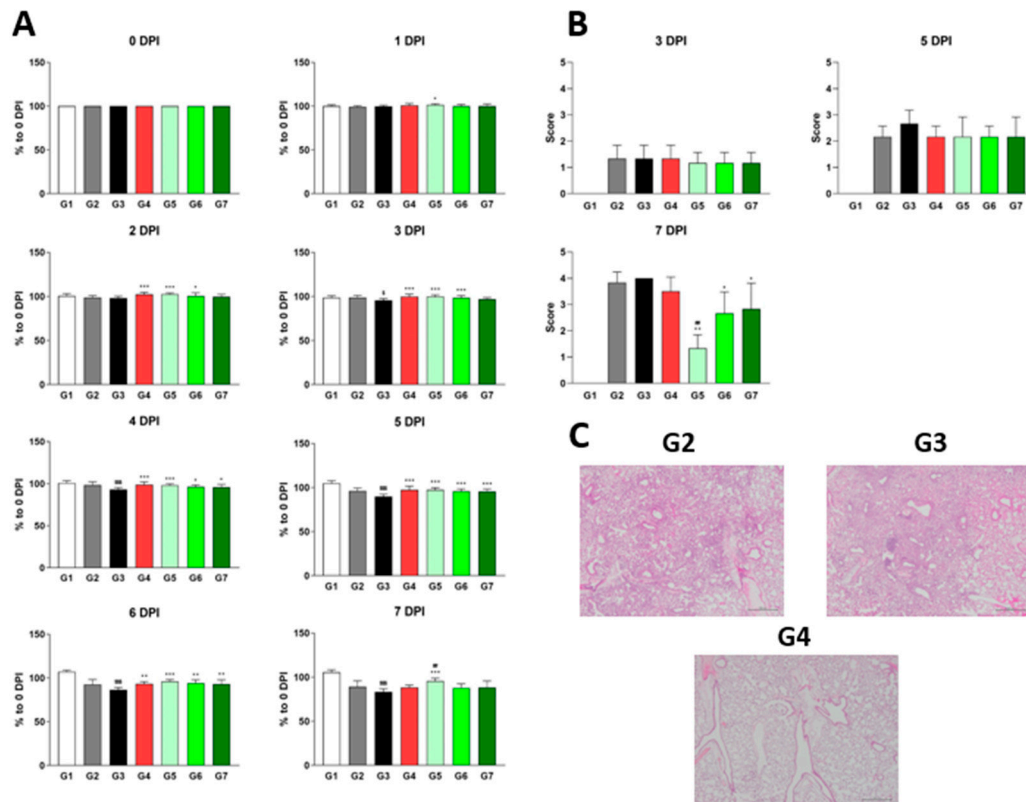 A
B
0 DPI
1 DPI
3 DPI
5 DPI
% to 0 DPI
150
100
50
0
G1 G2 G3 G4 G5 G6 G7
% to 0 DPI
150
100
50
0
*
G1 G2 G3 G4 G5 G6 G7
Score
5
4
3
2
1
0
G1 G2 G3 G4 G5 G6 G7
Score
5
4
3
2
1
0
G1 G2 G3 G4 G5 G6 G7
2 DPI
3 DPI
7 DPI
% to 0 DPI
150
100
50
0
*** *** *
G1 G2 G3 G4 G5 G6 G7
% to 0 DPI
150
100
50
0
*** *** ***
G1 G2 G3 G4 G5 G6 G7
Score
5
4
3
2
1
0
** * *
G1 G2 G3 G4 G5 G6 G7
4 DPI
5 DPI
% to 0 DPI
150
100
50
0
*** *** * *
G1 G2 G3 G4 G5 G6 G7
% to 0 DPI
150
100
50
0
*** *** *** ***
G1 G2 G3 G4 G5 G6 G7
C
G2
G3
G4
6 DPI
7 DPI
% to 0 DPI
150
100
50
0
** *** ** **
G1 G2 G3 G4 G5 G6 G7
% to 0 DPI
150
100
50
0
***
G1 G2 G3 G4 G5 G6 G7